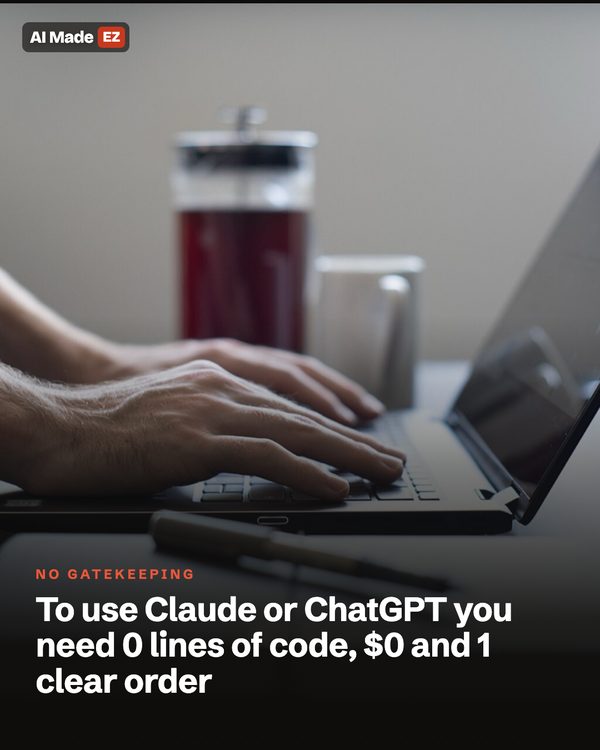 AI Made EZ
NO GATEKEEPING
To use Claude or ChatGPT you
need 0 lines of code, $0 and 1
clear order